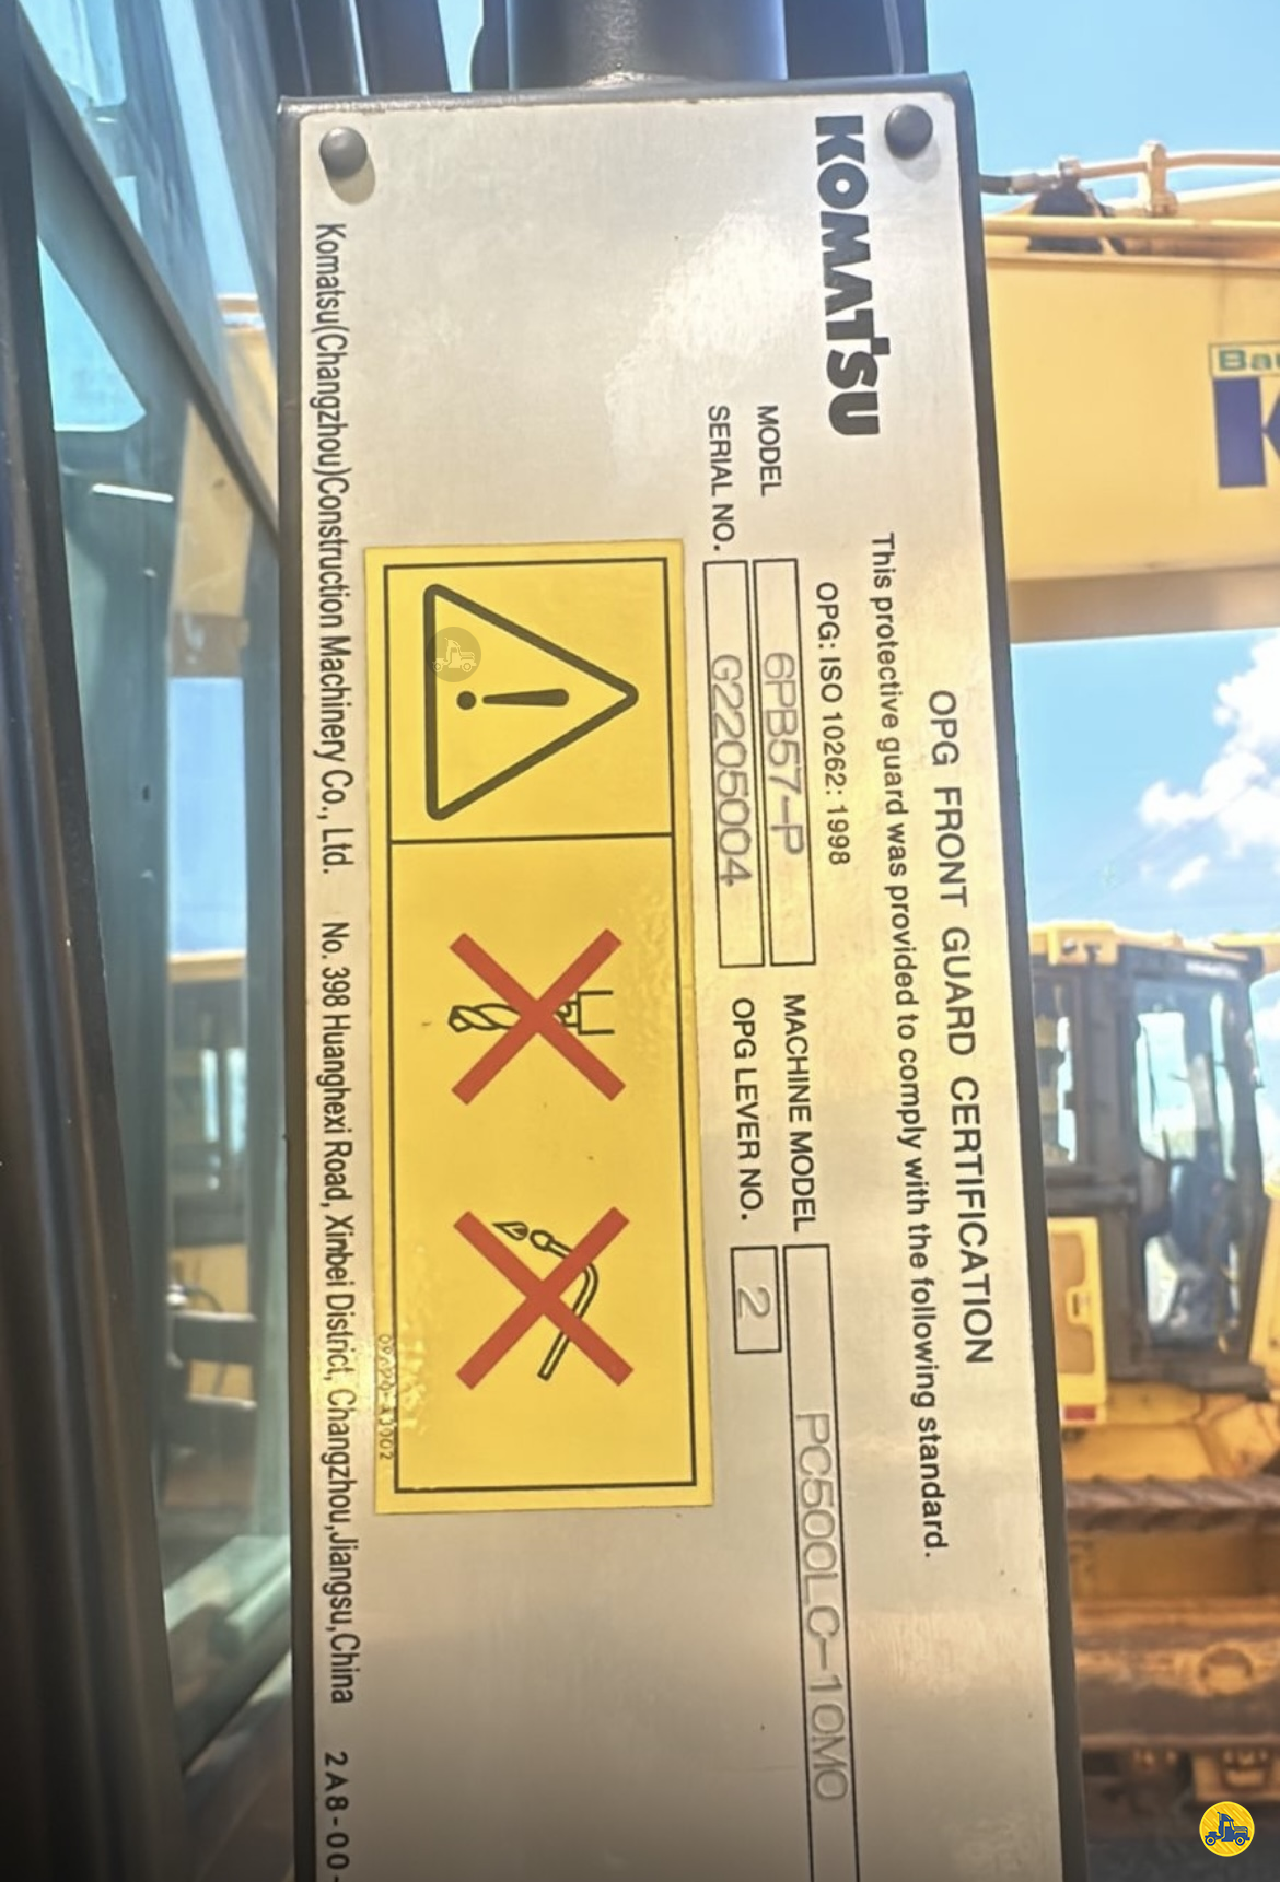 OPG FRONT GUARD CERTIFICATION
This protective guard was provided to comply with the following standard.
KOMATSU
OPG: ISO 10262: 1998
MODEL 6PB57-P MACHINE MODEL PC500LC-10M0
SERIAL NO. G2205004 OPG LEVER NO. 2
Komatsu(Changzhou)Construction Machinery Co., Ltd. No. 398 Huanghexi Road, Xinbei District, Changzhou,Jiangsu,China 2A8-00-